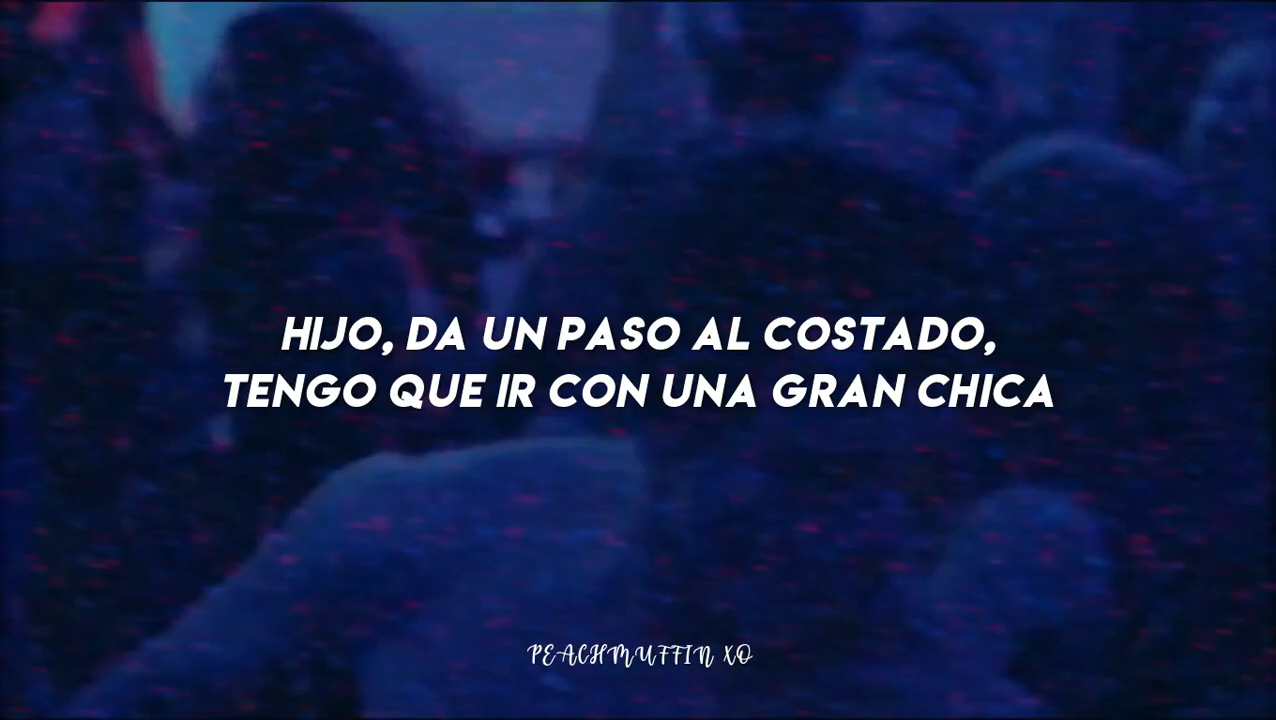 HIJO, DA UN PASO AL COSTADO,
TENGO QUE IR CON UNA GRAN CHICA
PEACHMUFFIN XO